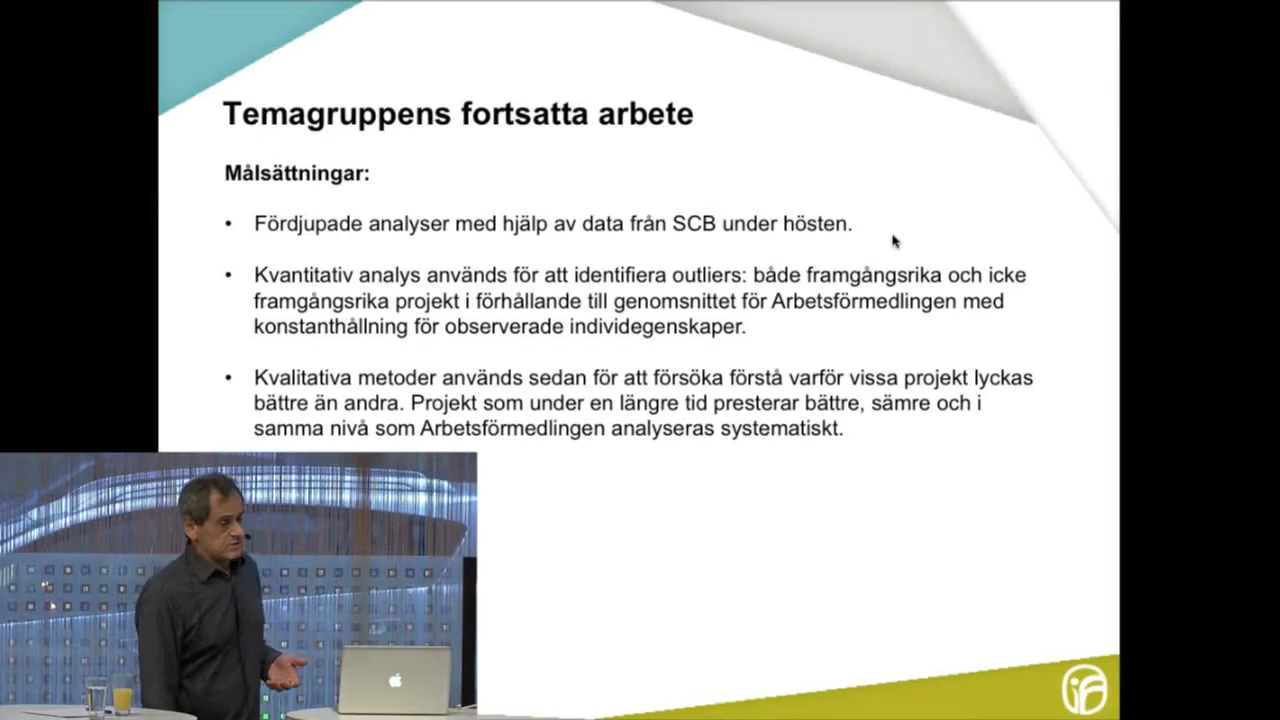 Temagruppens fortsatta arbete
Målsättningar:
• Fördjupade analyser med hjälp av data från SCB under hösten.
• Kvantitativ analys används för att identifiera outliers: både framgångsrika och icke
framgångsrika projekt i förhållande till genomsnittet för Arbetsförmedlingen med
konstanthållning för observerade individegenskaper.
• Kvalitativa metoder används sedan för att försöka förstå varför vissa projekt lyckas
bättre än andra. Projekt som under en längre tid presterar bättre, sämre och i
samma nivå som Arbetsförmedlingen analyseras systematiskt.